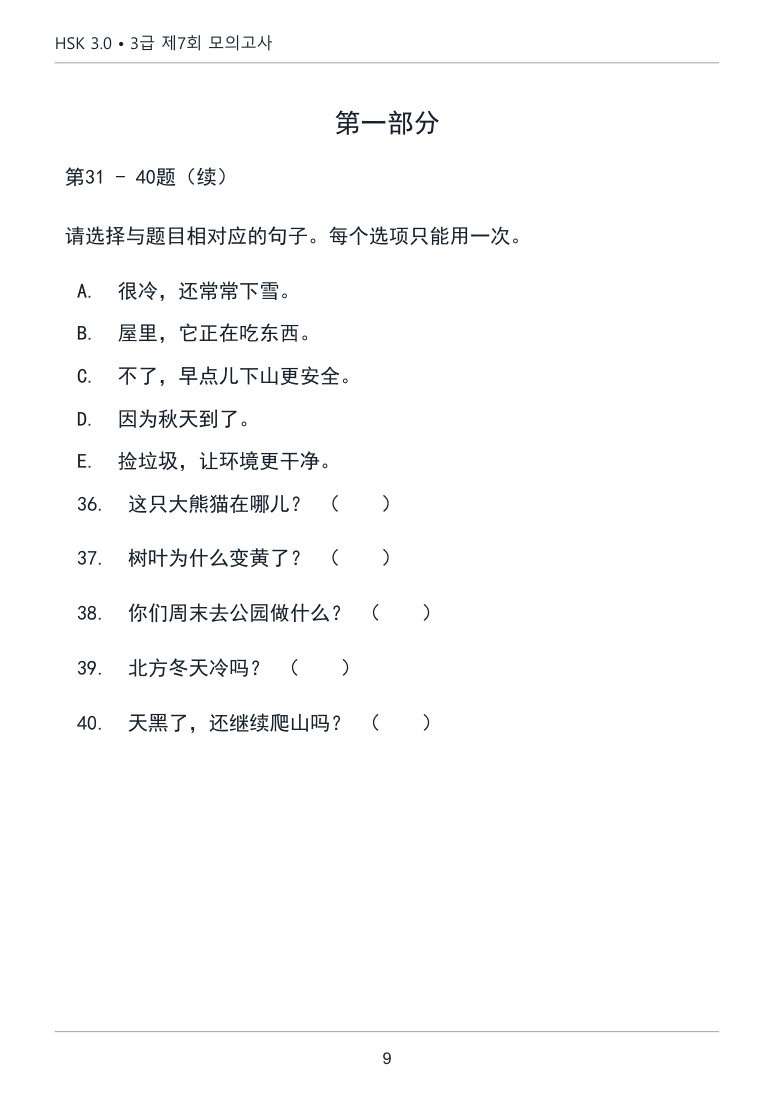 HSK 3.0 • 3급 제7회 모의고사
第一部分
第31 - 40题（续）
请选择与题目相对应的句子。每个选项只能用一次。
A. 很冷，还常常下雪。
B. 屋里，它正在吃东西。
C. 不了，早点儿下山更安全。
D. 因为秋天到了。
E. 捡垃圾，让环境更干净。
36. 这只大熊猫在哪儿？ （ ）
37. 树叶为什么变黄了？ （ ）
38. 你们周末去公园做什么？ （ ）
39. 北方冬天冷吗？ （ ）
40. 天黑了，还继续爬山吗？ （ ）
9